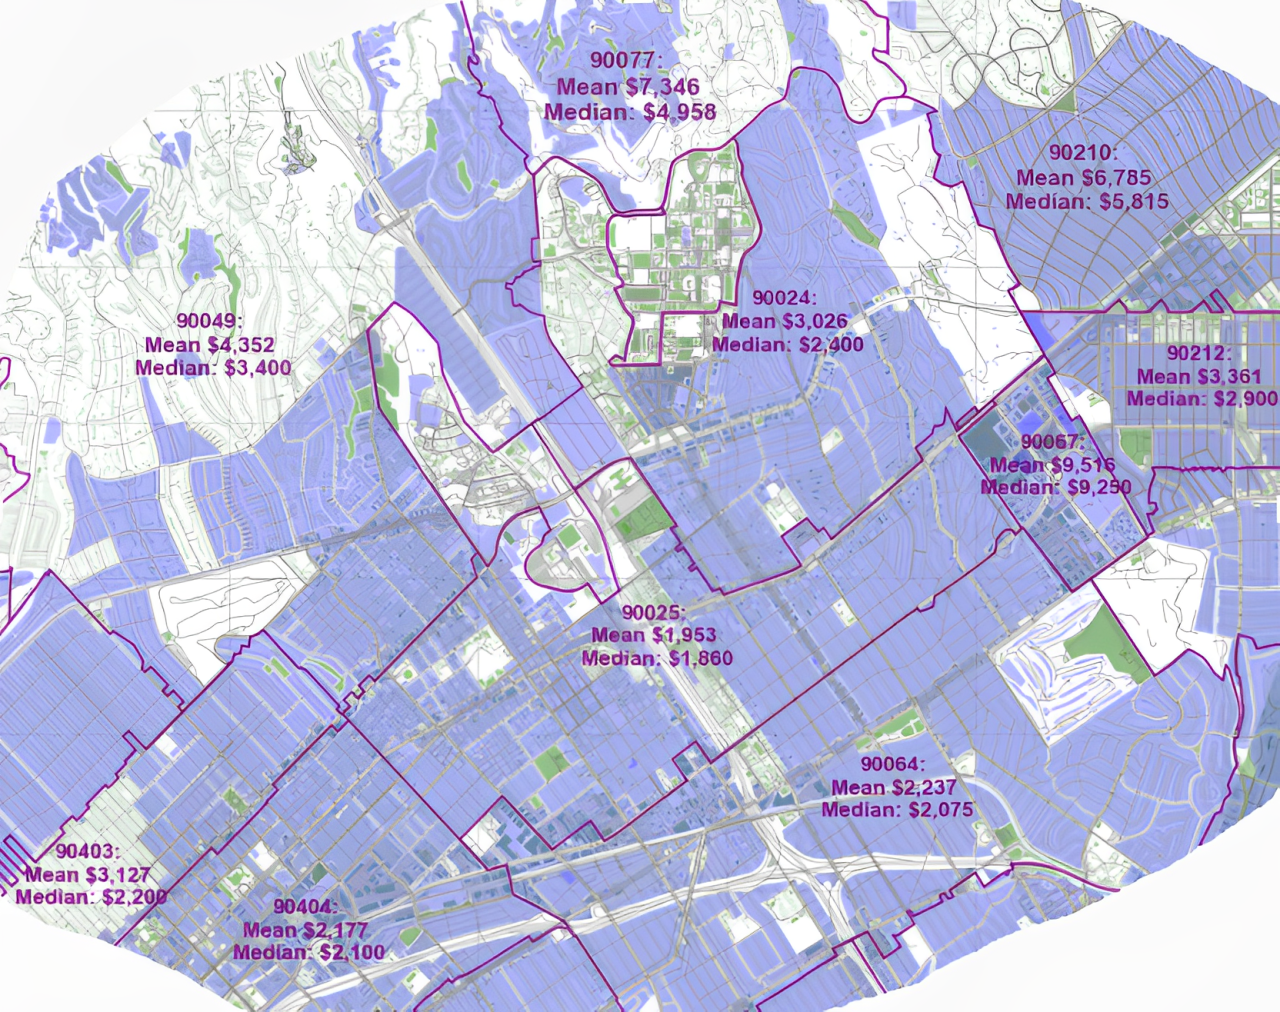 90077:
Mean $7,346
Median: $4,958
90210:
Mean $6,785
Median: $5,815
90049:
Mean $4,352
Median: $3,400
90024:
Mean $3,026
Median: $2,400
90212:
Mean $3,361
Median: $2,900
90067:
Mean $9,516
Median: $9,250
90025:
Mean $1,953
Median: $1,860
90064:
Mean $2,237
Median: $2,075
90403:
Mean $3,127
Median: $2,200
90404:
Mean $2,177
Median: $2,100